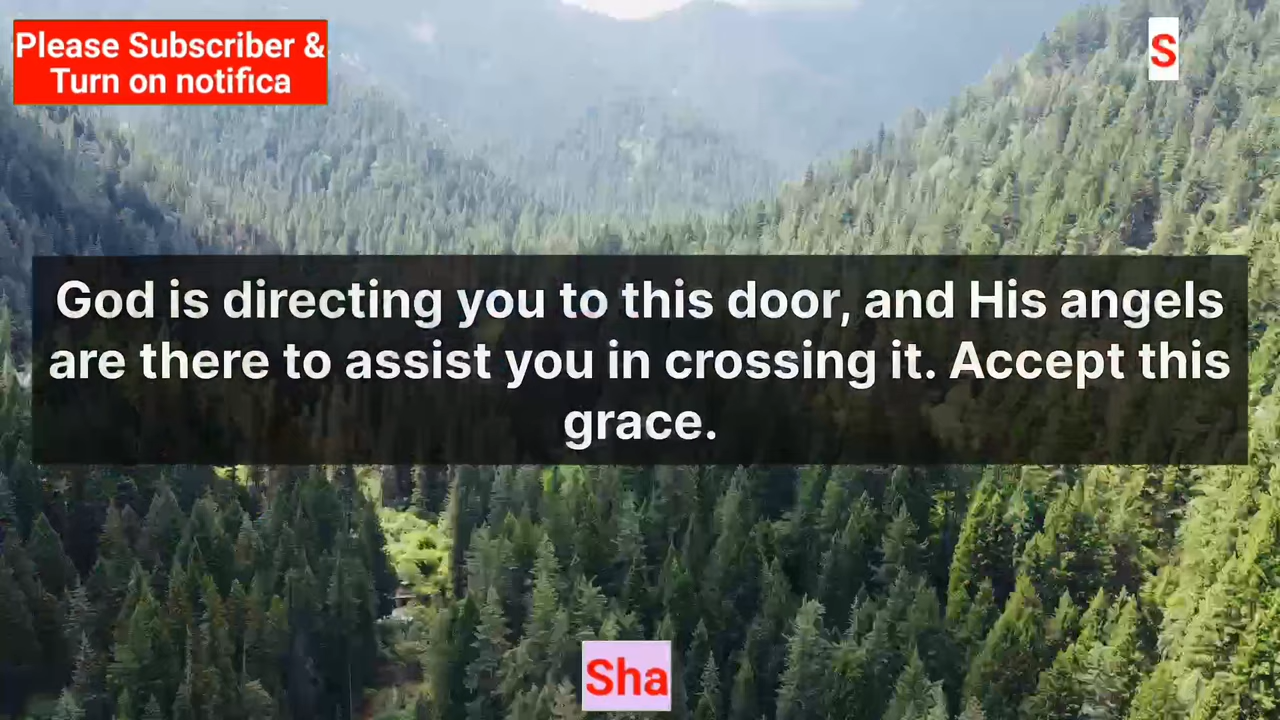 Please Subscriber &
Turn on notifica
S
God is directing you to this door, and His angels
are there to assist you in crossing it. Accept this
grace.
Sha